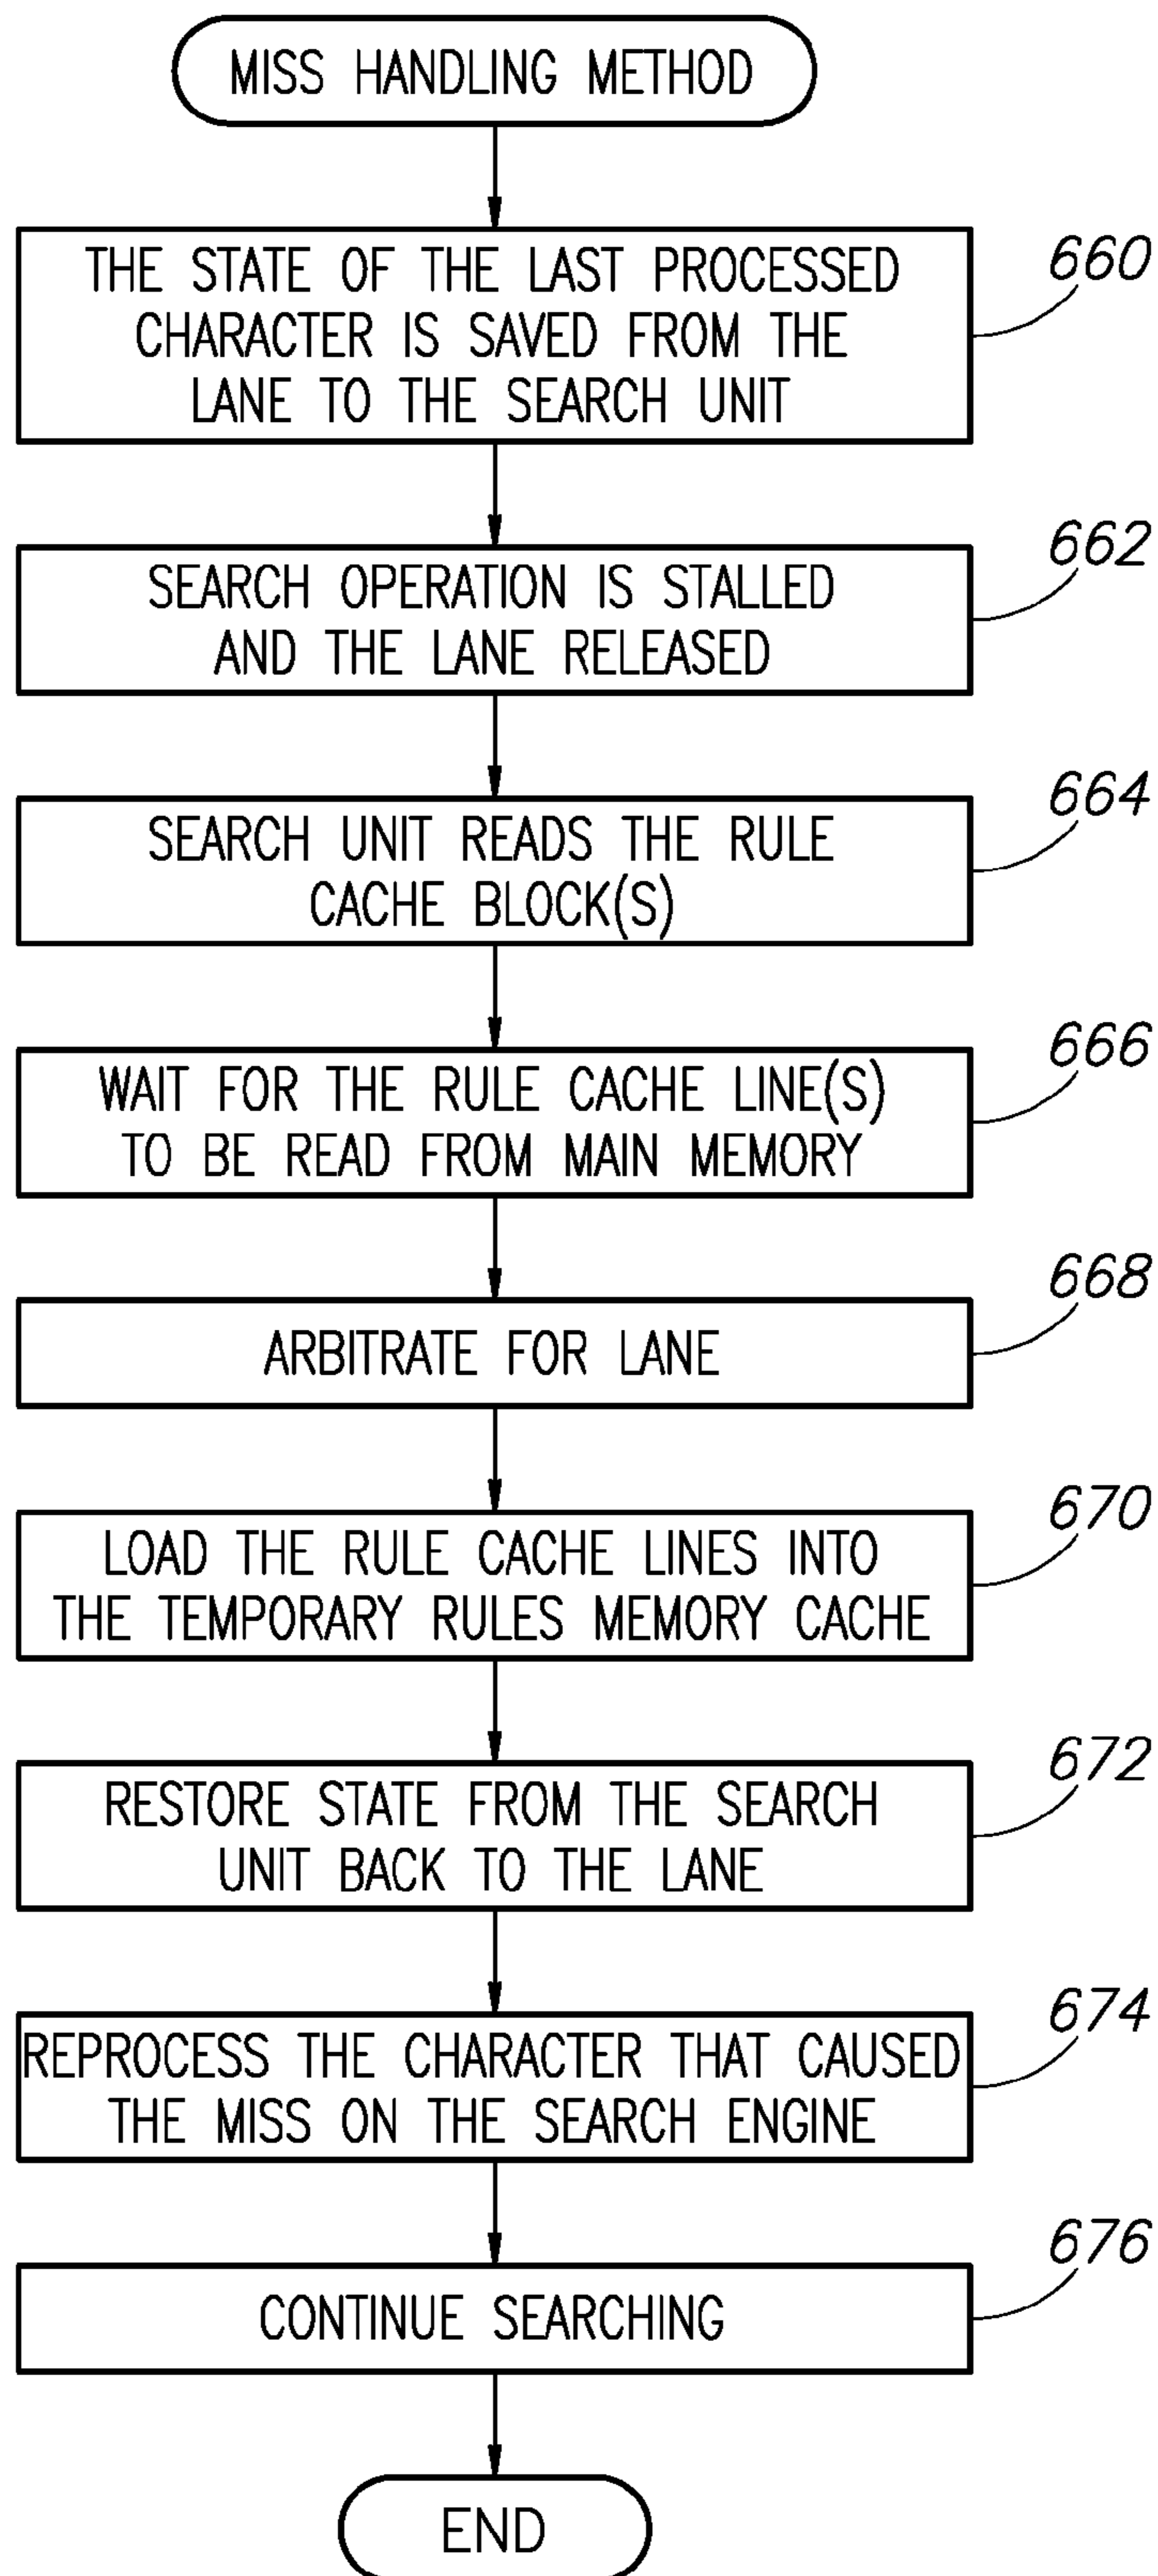 MISS HANDLING METHOD
THE STATE OF THE LAST PROCESSED
CHARACTER IS SAVED FROM THE
LANE TO THE SEARCH UNIT
660
SEARCH OPERATION IS STALLED
AND THE LANE RELEASED
662
SEARCH UNIT READS THE RULE
CACHE BLOCK(S)
664
WAIT FOR THE RULE CACHE LINE(S)
TO BE READ FROM MAIN MEMORY
666
ARBITRATE FOR LANE
668
LOAD THE RULE CACHE LINES INTO
THE TEMPORARY RULES MEMORY CACHE
670
RESTORE STATE FROM THE SEARCH
UNIT BACK TO THE LANE
672
REPROCESS THE CHARACTER THAT CAUSED
THE MISS ON THE SEARCH ENGINE
674
CONTINUE SEARCHING
676
END